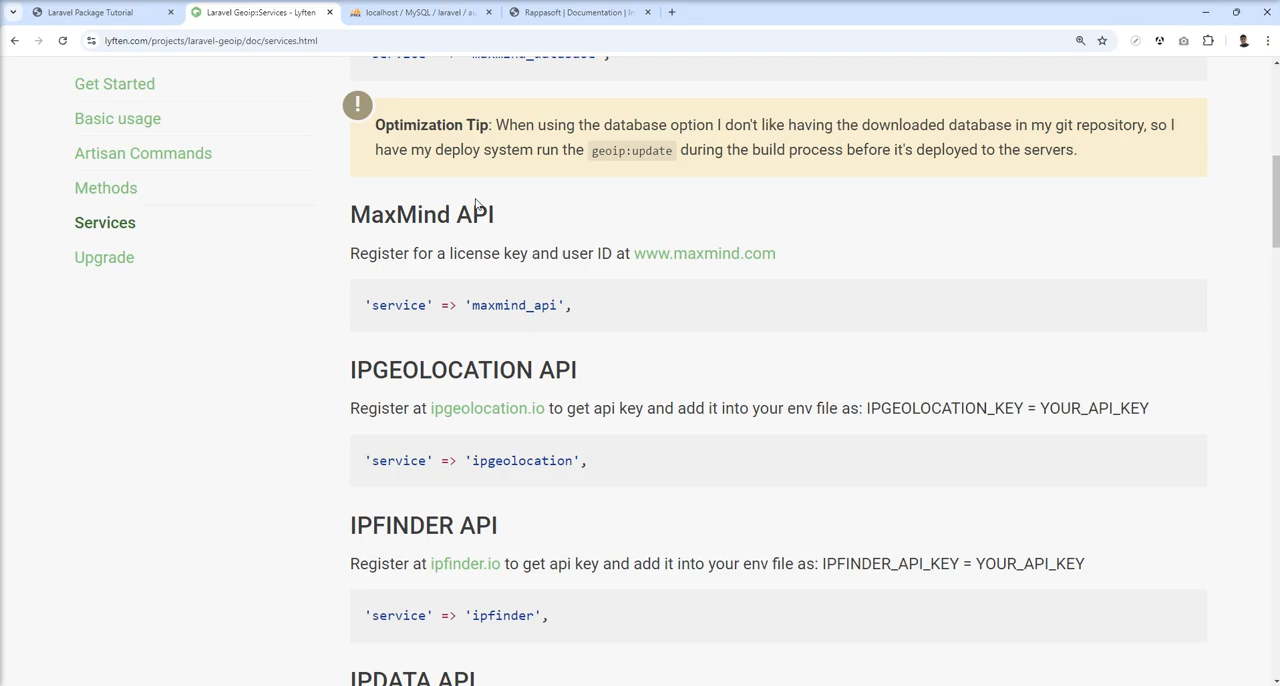 Laravel Package Tutorial
Laravel Geoip::Services - Lyften
localhost / MySQL / laravel / au
Rappasoft | Documentation | In
lyften.com/projects/laravel-geoip/doc/services.html
Get Started
Basic usage
Artisan Commands
Methods
Services
Upgrade
'service' => 'maxmind_database',
Optimization Tip: When using the database option I don't like having the downloaded database in my git repository, so I
have my deploy system run the geoip:update during the build process before it's deployed to the servers.
MaxMind API
Register for a license key and user ID at www.maxmind.com
'service' => 'maxmind_api',
IPGEOLOCATION API
Register at ipgeolocation.io to get api key and add it into your env file as: IPGEOLOCATION_KEY = YOUR_API_KEY
'service' => 'ipgeolocation',
IPFINDER API
Register at ipfinder.io to get api key and add it into your env file as: IPFINDER_API_KEY = YOUR_API_KEY
'service' => 'ipfinder',
IPDATA API